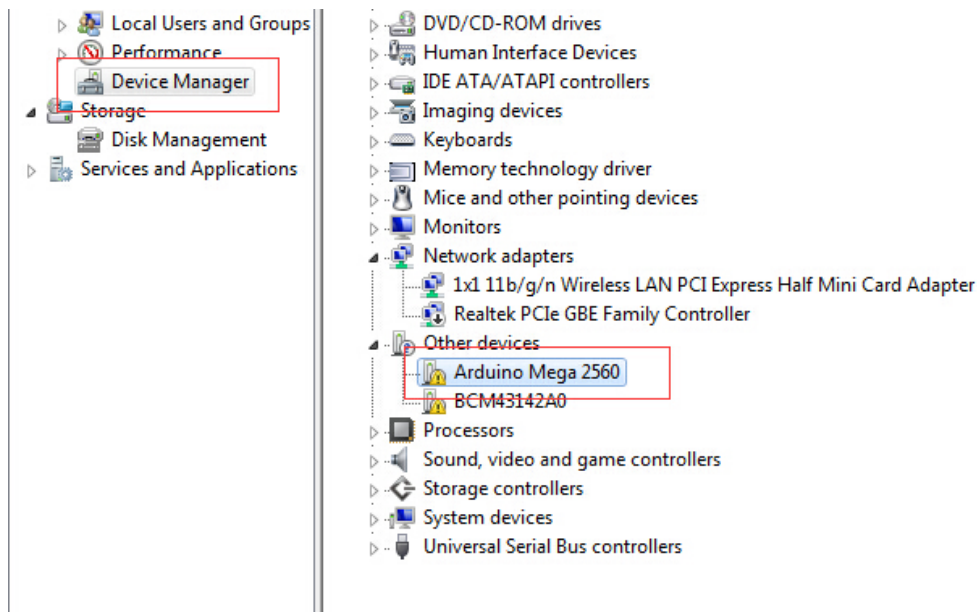 Local Users and Groups
Performance
Device Manager
Storage
Disk Management
Services and Applications
DVD/CD-ROM drives
Human Interface Devices
IDE ATA/ATAPI controllers
Imaging devices
Keyboards
Memory technology driver
Mice and other pointing devices
Monitors
Network adapters
1x1 11b/g/n Wireless LAN PCI Express Half Mini Card Adapter
Realtek PCIe GBE Family Controller
Other devices
Arduino Mega 2560
BCM43142A0
Processors
Sound, video and game controllers
Storage controllers
System devices
Universal Serial Bus controllers